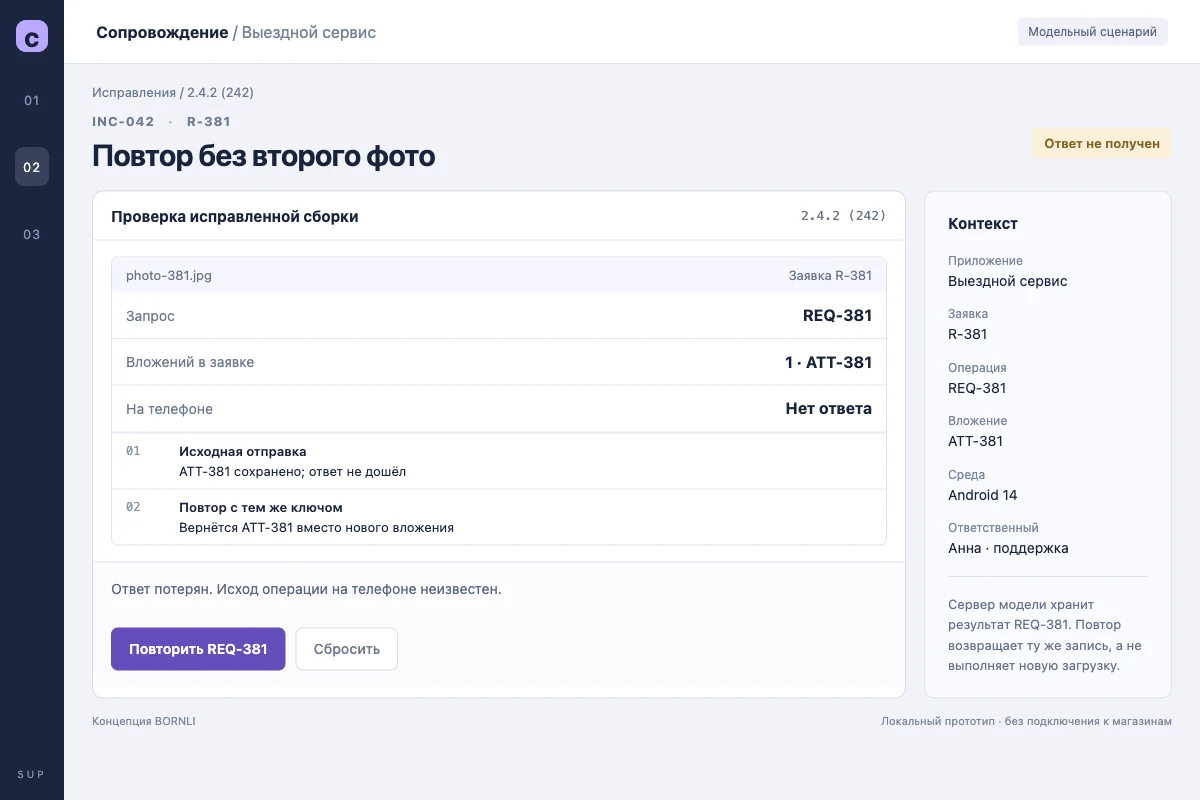 c
Сопровождение / Выездной сервис
Модельный сценарий
01
02
03
SUP
Исправления / 2.4.2 (242)
INC-042 · R-381
Повтор без второго фото
Ответ не получен
Проверка исправленной сборки
2.4.2 (242)
photo-381.jpg
Заявка R-381
Запрос
REQ-381
Вложений в заявке
1 · ATT-381
На телефоне
Нет ответа
01
Исходная отправка
ATT-381 сохранено; ответ не дошёл
02
Повтор с тем же ключом
Вернётся ATT-381 вместо нового вложения
Ответ потерян. Исход операции на телефоне неизвестен.
Повторить REQ-381
Сбросить
Контекст
Приложение
Выездной сервис
Заявка
R-381
Операция
REQ-381
Вложение
ATT-381
Среда
Android 14
Ответственный
Анна · поддержка
Сервер модели хранит
результат REQ-381. Повтор
возвращает ту же запись, а не
выполняет новую загрузку.
Концепция BORNLI
Локальный прототип · без подключения к магазинам